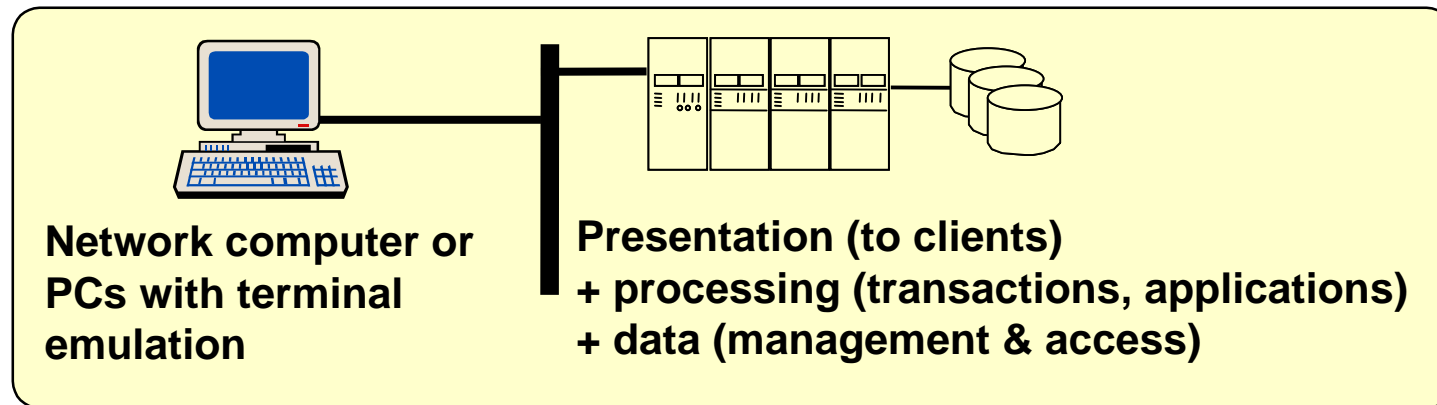 Network computer or
PCs with terminal
emulation
Presentation (to clients)
+ processing (transactions, applications)
+ data (management & access)